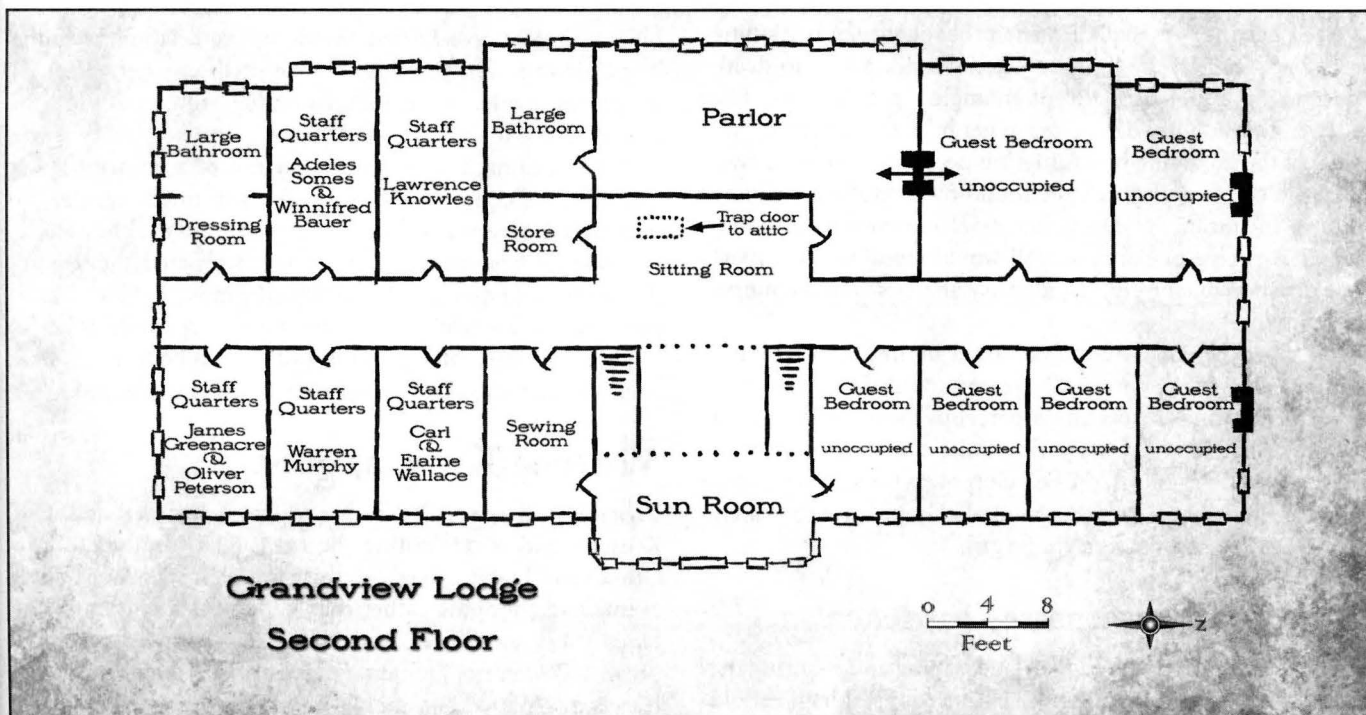 Large
Bathroom
Dressing
Room
Staff
Quarters
Adeles
Somes
&
Winnifred
Bauer
Staff
Quarters
Lawrence
Knowles
Large
Bathroom
Store
Room
Parlor
Trap door
to attic
Sitting Room
Guest Bedroom
unoccupied
Guest
Bedroom
unoccupied
Staff
Quarters
James
Greenacre
&
Oliver
Peterson
Staff
Quarters
Warren
Murphy
Staff
Quarters
Carl
&
Elaine
Wallace
Sewing
Room
Sun Room
Guest
Bedroom
unoccupied
Guest
Bedroom
unoccupied
Guest
Bedroom
unoccupied
Guest
Bedroom
unoccupied
Grandview Lodge
Second Floor
0 4 8
Feet
Z